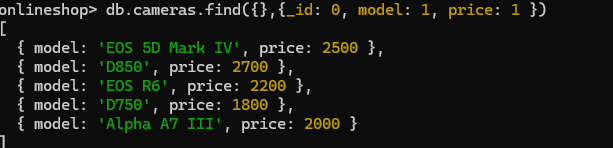 onlineshop> db.cameras.find({},{_id: 0, model: 1, price: 1 })
[
  { model: 'EOS 5D Mark IV', price: 2500 },
  { model: 'D850', price: 2700 },
  { model: 'EOS R6', price: 2200 },
  { model: 'D750', price: 1800 },
  { model: 'Alpha A7 III', price: 2000 }
]